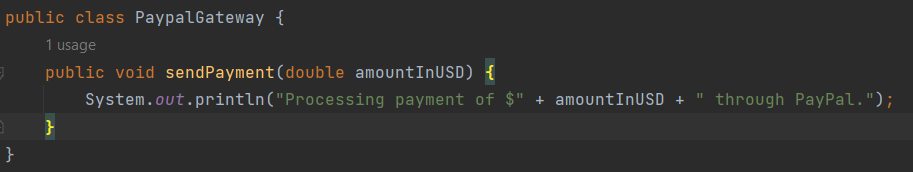 public class PaypalGateway {
1 usage
public void sendPayment(double amountInUSD) {
System.out.println("Processing payment of $" + amountInUSD + " through PayPal.");
}
}